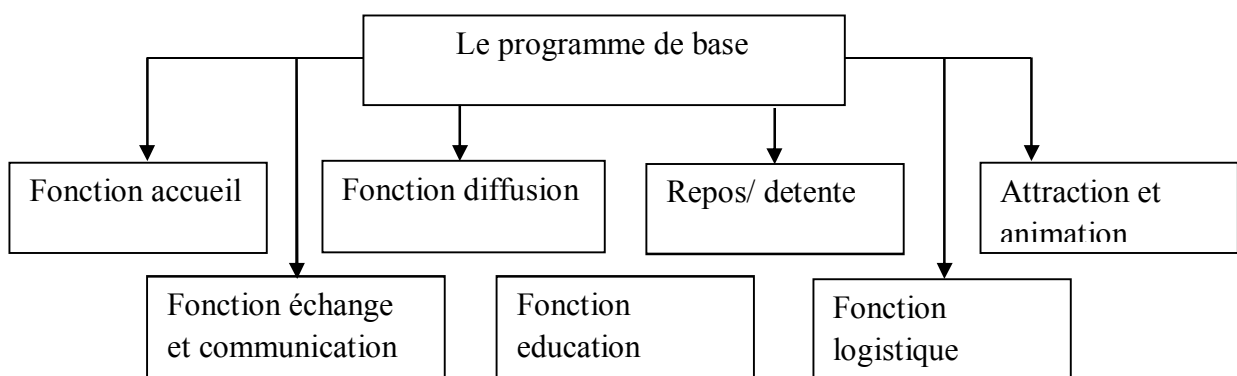 Le programme de base
Fonction accueil
Fonction diffusion
Repos/ detente
Attraction et
animation
Fonction échange
et communication
Fonction
education
Fonction
logistique